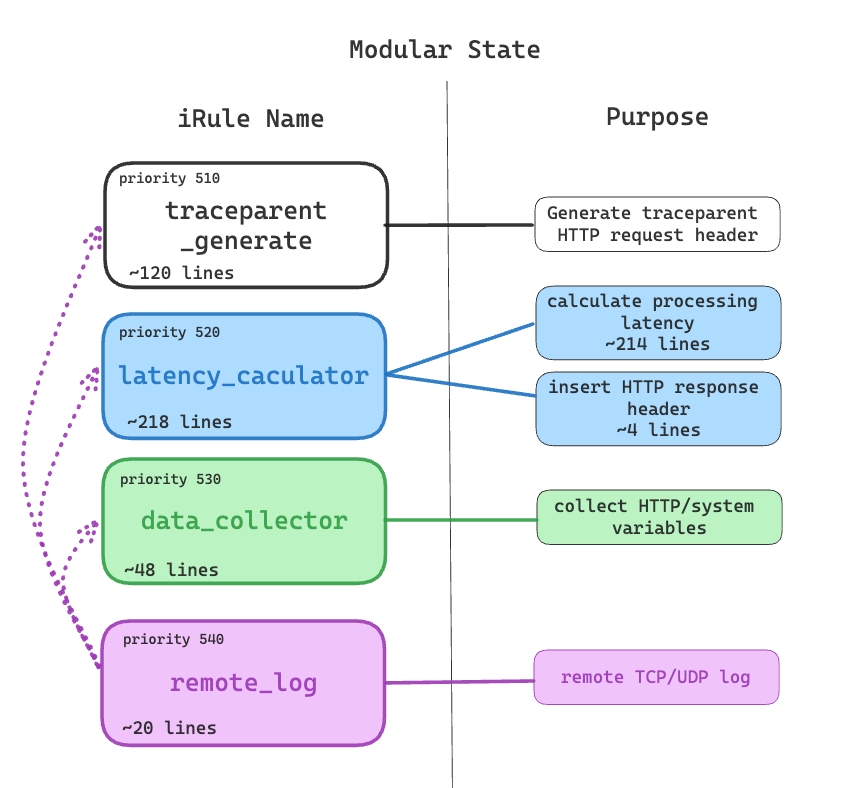 Modular State
iRule Name
Purpose
priority 510
traceparent
_generate
~120 lines
Generate traceparent
HTTP request header
priority 520
latency_caculator
~218 lines
calculate processing
latency
~214 lines
insert HTTP response
header
~4 lines
priority 530
data_collector
~48 lines
collect HTTP/system
variables
priority 540
remote_log
~20 lines
remote TCP/UDP log